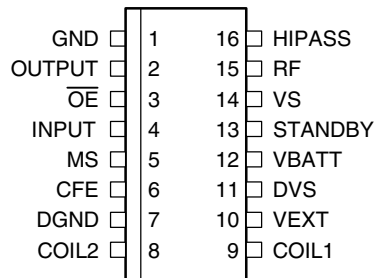 GND 1 16 HIPASS
OUTPUT 2 15 RF
O̅E̅ 3 14 VS
INPUT 4 13 STANDBY
MS 5 12 VBATT
CFE 6 11 DVS
DGND 7 10 VEXT
COIL2 8 9 COIL1